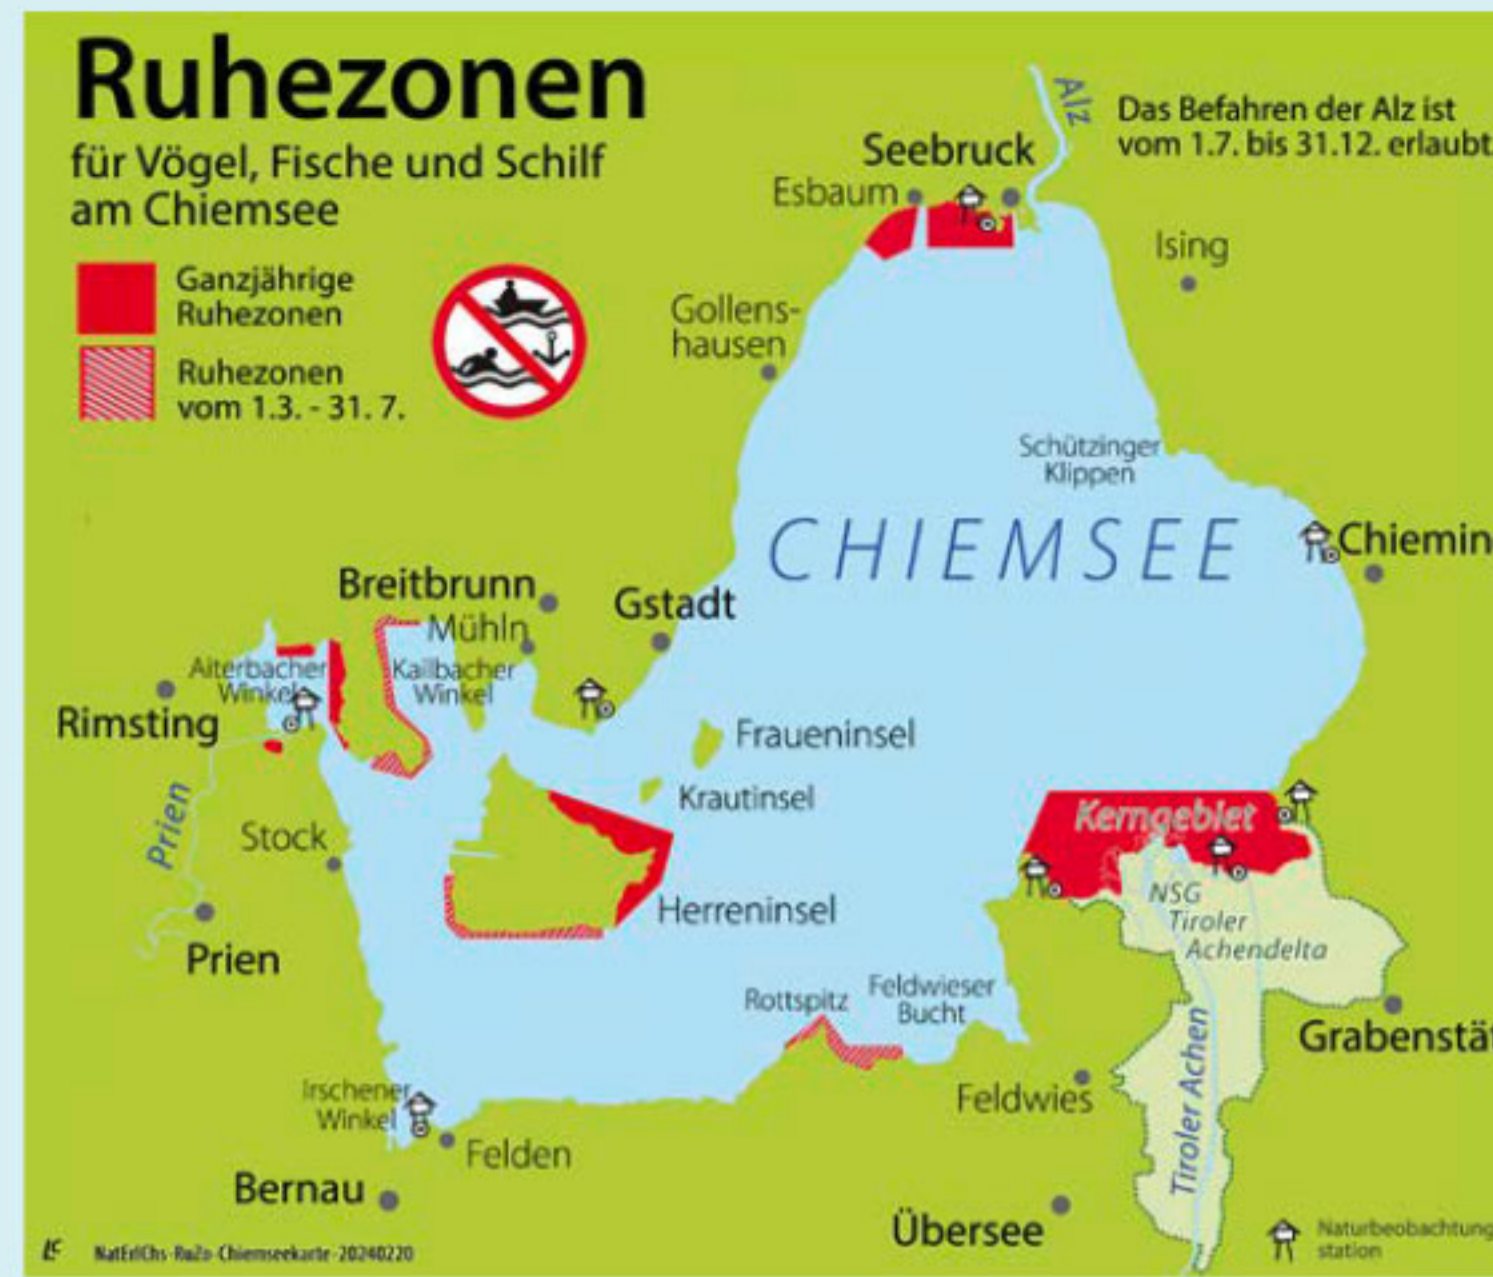 Ruhezonen
für Vögel, Fische und Schilf
am Chiemsee
Ganzjährige
Ruhezonen
Ruhezonen
vom 1.3. - 31. 7.
Alz
Das Befahren der Alz ist
vom 1.7. bis 31.12. erlaubt
Seebruck
Esbaum
Ising
Gollens-
hausen
Schützinger
Klippen
CHIEMSEE
Chiemin
Breitbrunn
Mühln
Gstadt
Aiterbacher
Winkel
Kailbacher
Winkel
Rimsting
Fraueninsel
Krautinsel
Prien
Stock
Kerngebiet
Herreninsel
NSG
Tiroler
Achendelta
Prien
Rottspitz
Feldwieser
Bucht
Grabenstät
Tiroler Achen
Feldwies
Irschener
Winkel
Felden
Bernau
Übersee
Naturbeobachtung
station
NatErlChs-RuZo-Chiemseekarte-20240220